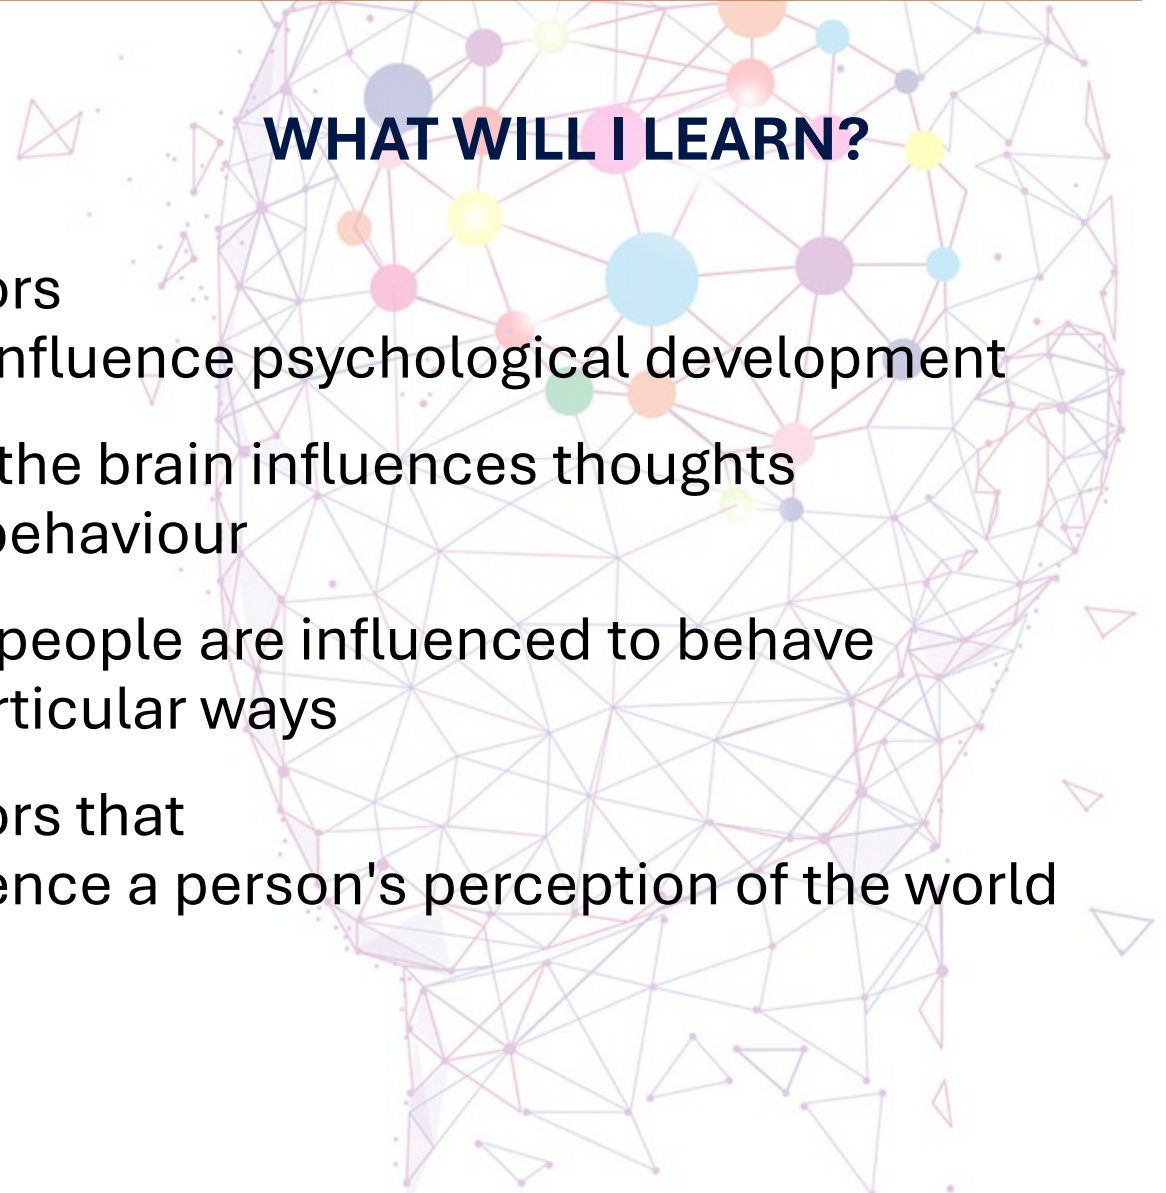 WHAT WILL I LEARN?
ors
nfluence psychological development
the brain influences thoughts
behaviour
people are influenced to behave
rticular ways
ors that
ence a person's perception of the world